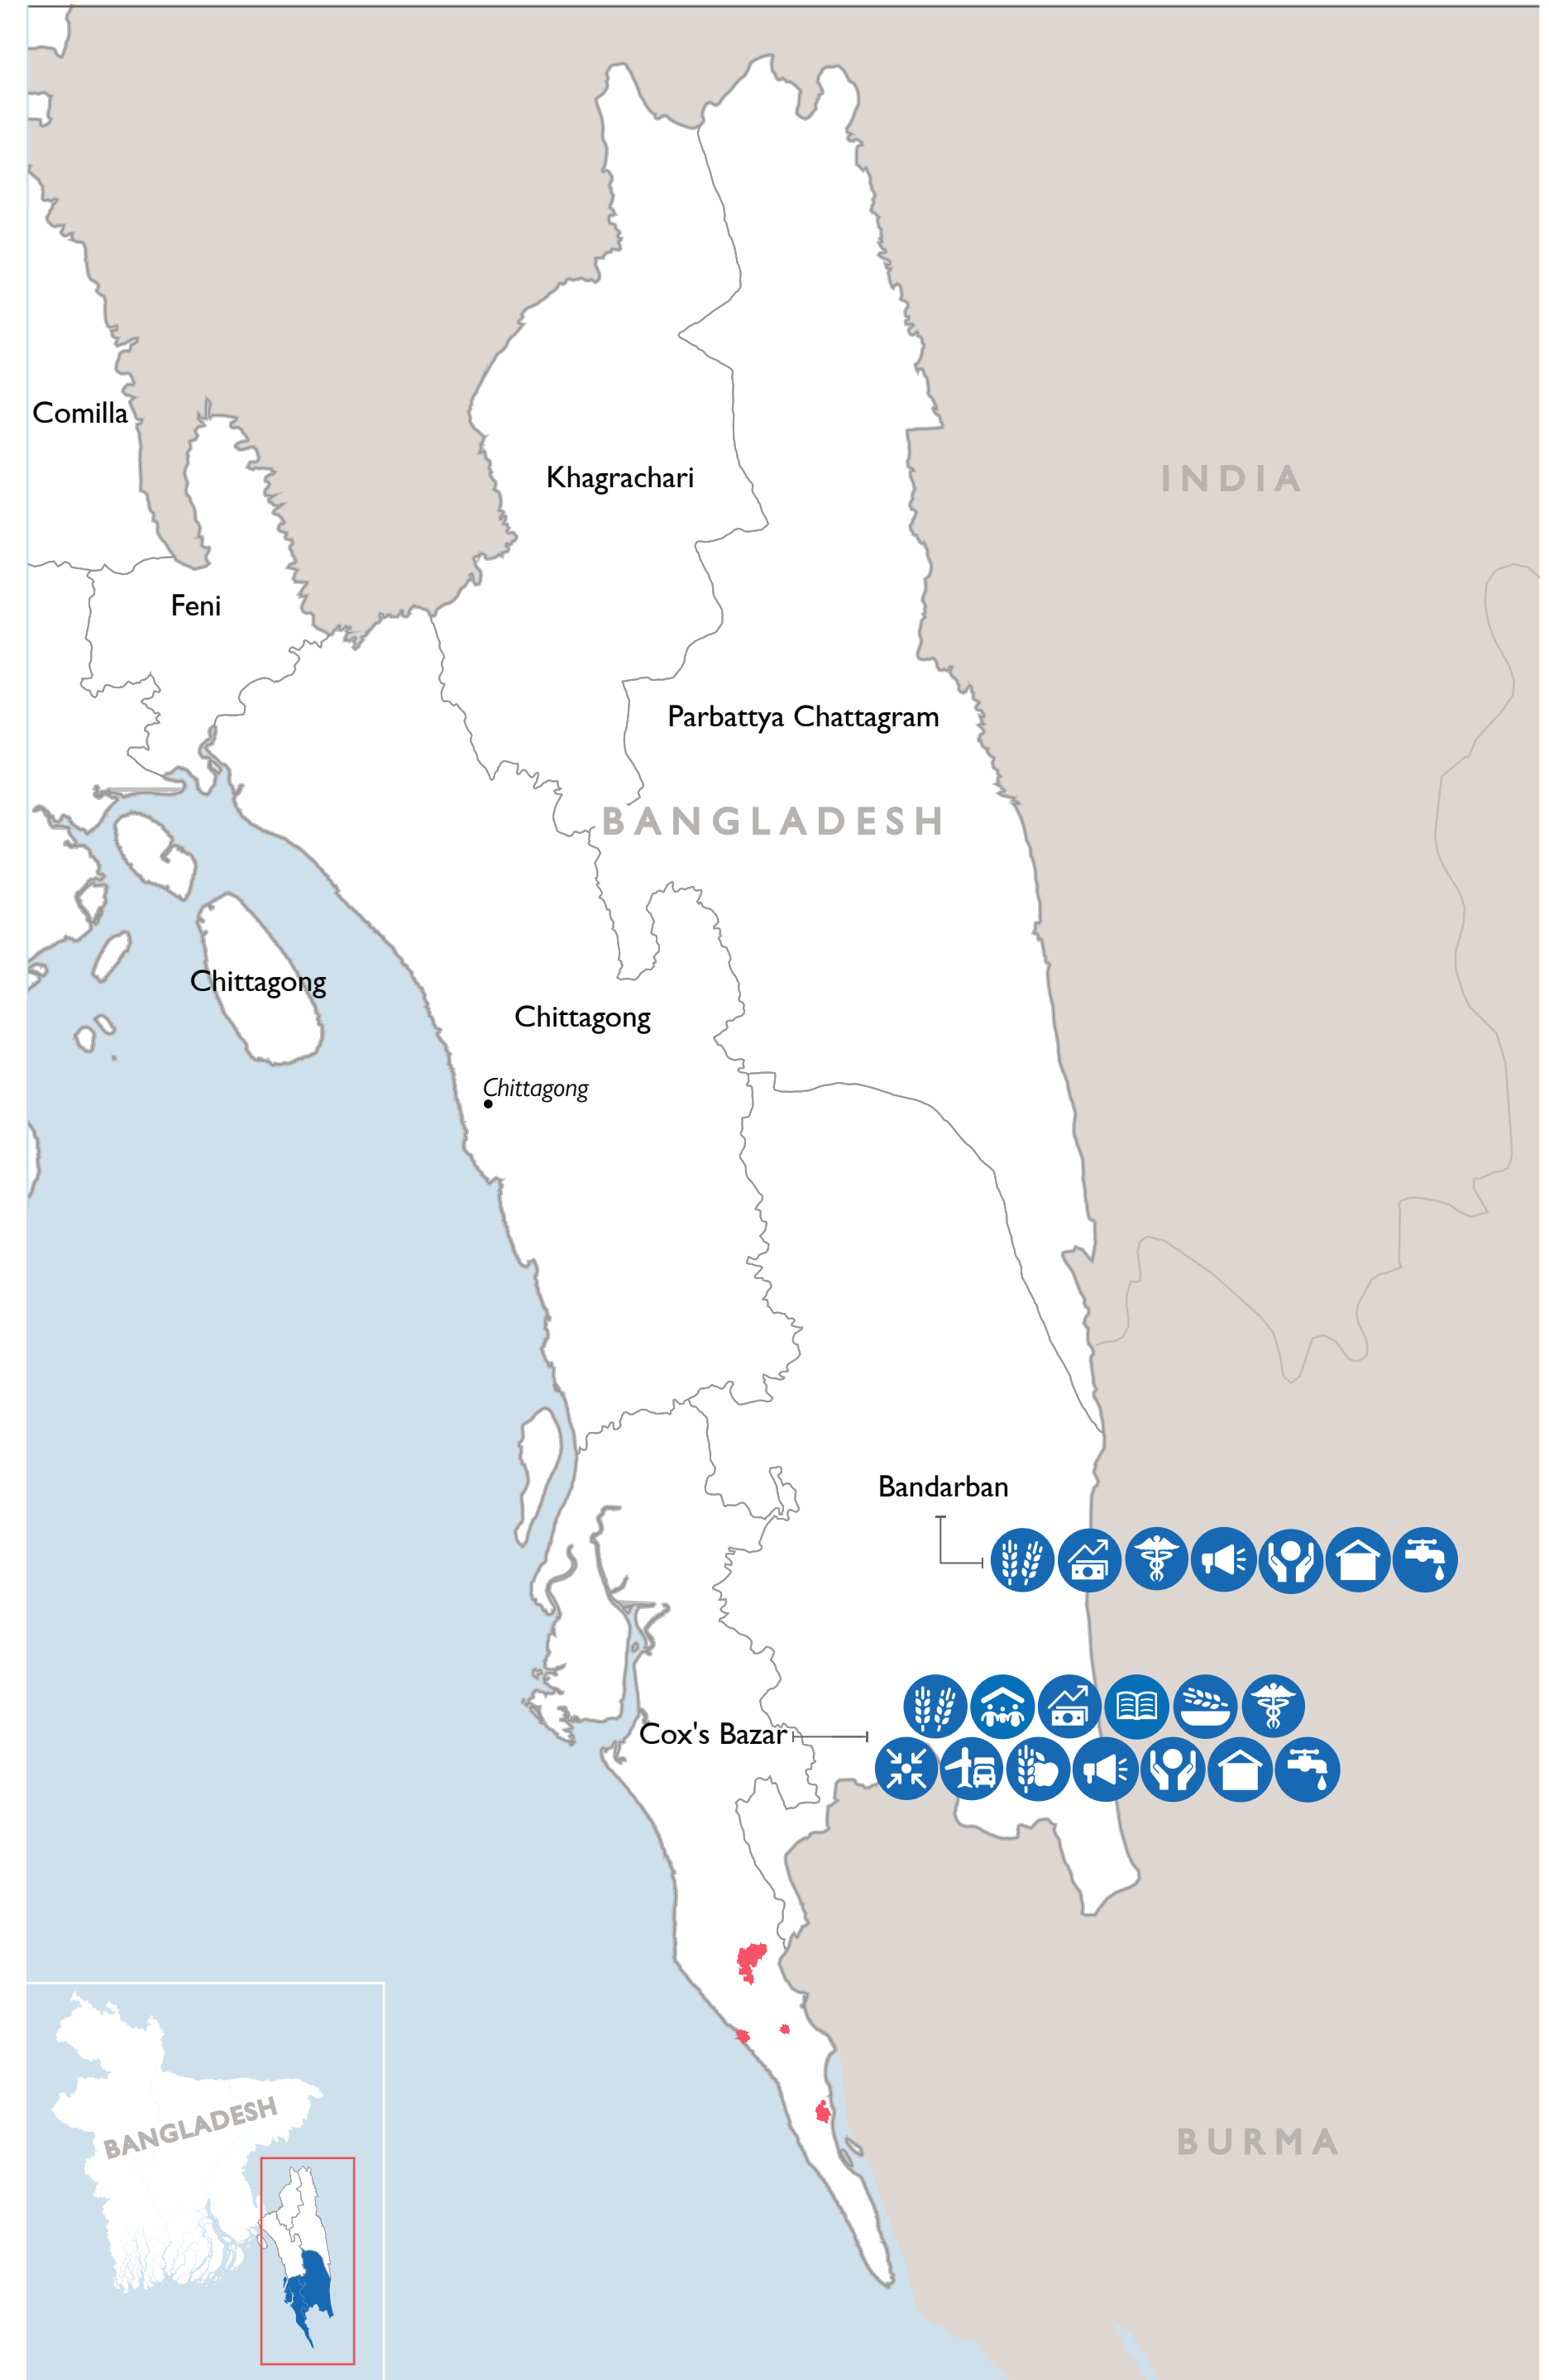 Comilla
Khagrachari
INDIA
Feni
Parbattya Chattagram
BANGLADESH
Chittagong
Chittagong
Chittagong
Bandarban
Cox's Bazar
BANGLADESH
BURMA